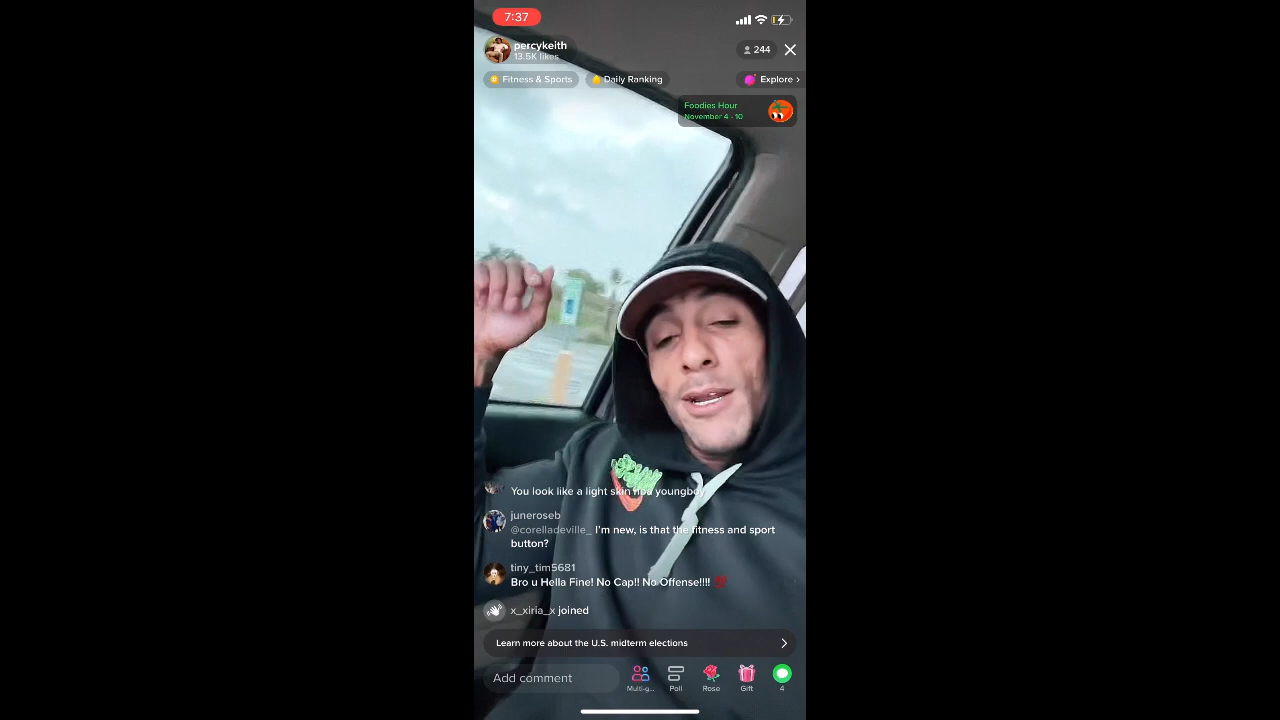 7:37
percykeith
13.5K likes
244
Fitness & Sports
Daily Ranking
Explore
Foodies Hour
November 4 - 10
You look like a light skin nba youngboy
juneroseb
@corelladeville_ I'm new, is that the fitness and sport
button?
tiny_tim5681
Bro u Hella Fine! No Cap!! No Offense!!!! 💯
x_xiria_x joined
Learn more about the U.S. midterm elections
Add comment
Multi-g...
Poll
Rose
Gift
4